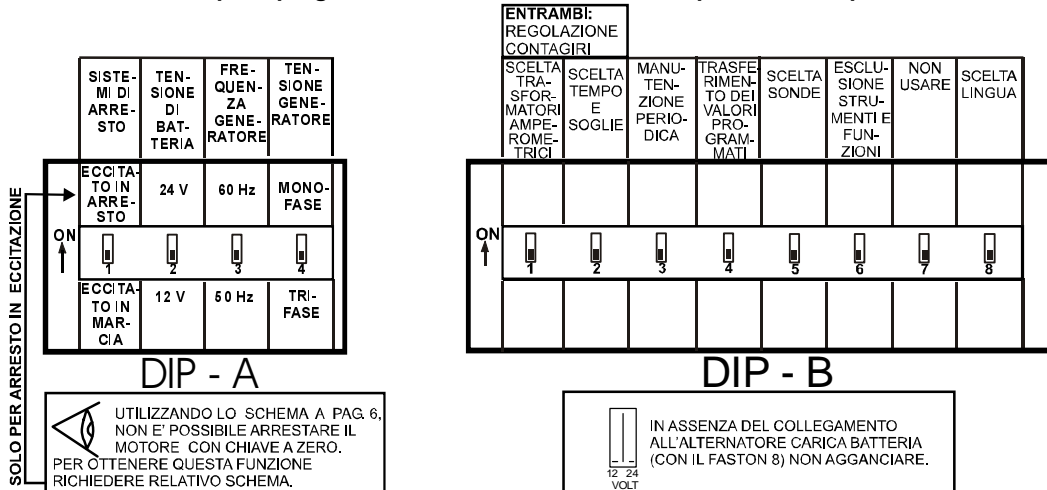 ENTRAMBI:
REGOLAZIONE
CONTAGIRI
SISTE-
MI DI
ARRE-
STO
TEN-
SIONE
DI
BAT-
TERIA
FRE-
QUEN-
ZA
GENE-
RATORE
TEN-
SIONE
GENE-
RATORE
ECCITA-
TO IN
ARRE-
STO
24 V
60 Hz
MONO-
FASE
ON
1
2
3
4
ECCITA-
TO IN
MAR-
CIA
12 V
50 Hz
TRI-
FASE
DIP - A
SOLO PER ARRESTO IN ECCITAZIONE
UTILIZZANDO LO SCHEMA A PAG. 6,
NON E' POSSIBILE ARRESTARE IL
MOTORE CON CHIAVE A ZERO.
PER OTTENERE QUESTA FUNZIONE
RICHIEDERE RELATIVO SCHEMA.
SCELTA
TRA-
SFOR-
MATORI
AMPE-
ROME-
TRICI
SCELTA
TEMPO
E
SOGLIE
MANU-
TEN-
ZIONE
PERIO-
DICA
TRASFE-
RIMEN-
TO DEI
VALORI
PRO-
GRAM-
MATI
SCELTA
SONDE
ESCLU-
SIONE
STRU-
MENTI E
FUN-
ZIONI
NON
USARE
SCELTA
LINGUA
ON
1
2
3
4
5
6
7
8
DIP - B
IN ASSENZA DEL COLLEGAMENTO
ALL'ALTERNATORE CARICA BATTERIA
(CON IL FASTON 8) NON AGGANCIARE.
12 24
VOLT